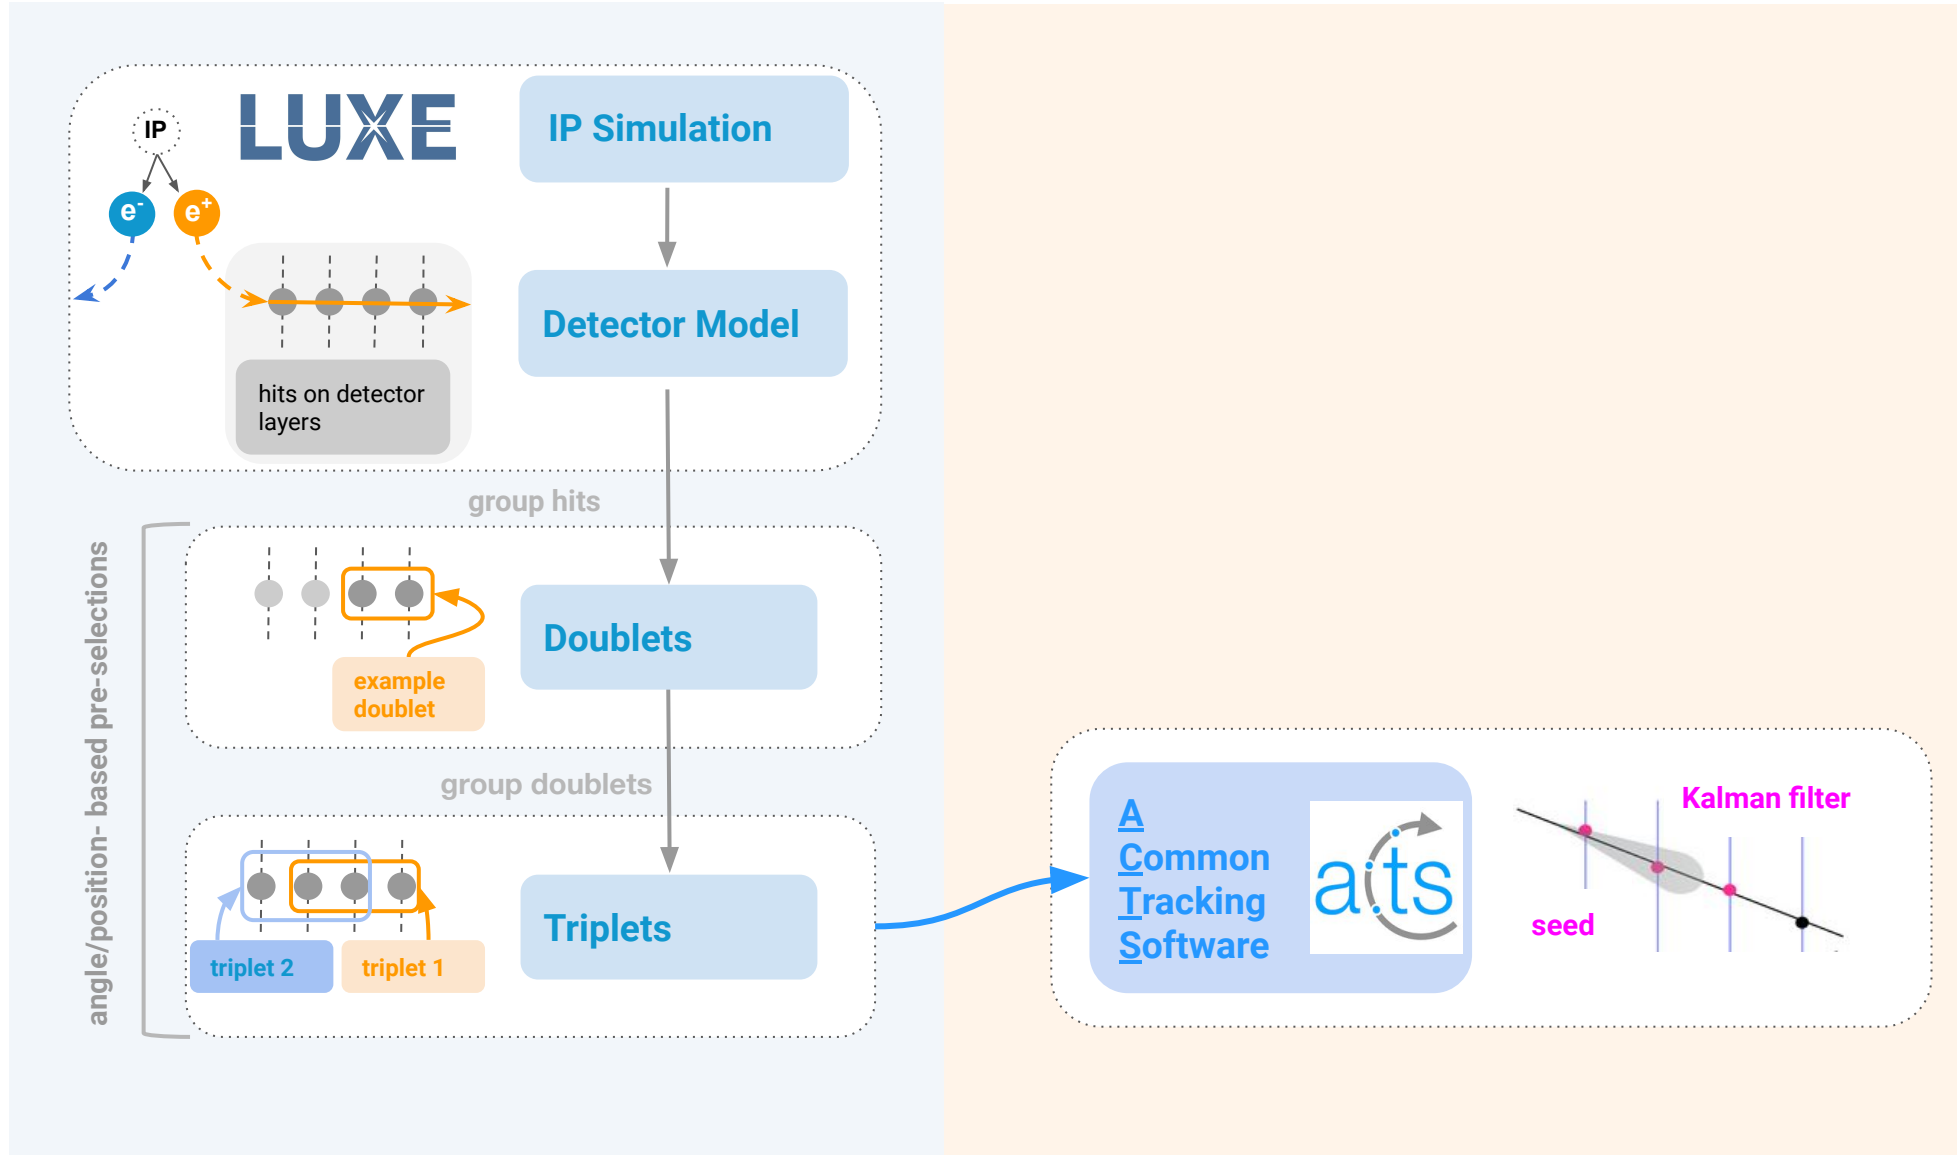 IP
LUXE
IP Simulation
e-
e+
Detector Model
hits on detector
layers
group hits
angle/position- based pre-selections
Doublets
example
doublet
group doublets
Triplets
triplet 2
triplet 1
A
Common
Tracking
Software
acts
Kalman filter
seed